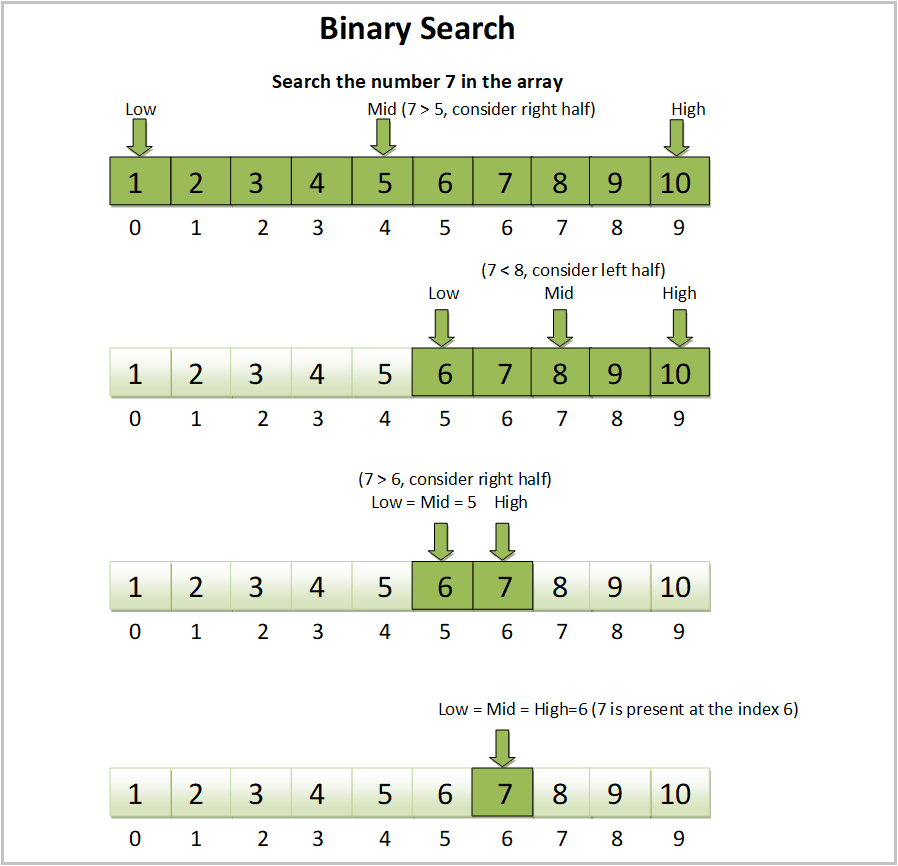 Binary Search
Search the number 7 in the array
Low Mid (7 > 5, consider right half) High
1 2 3 4 5 6 7 8 9 10
0 1 2 3 4 5 6 7 8 9
(7 < 8, consider left half)
Low Mid High
1 2 3 4 5 6 7 8 9 10
0 1 2 3 4 5 6 7 8 9
(7 > 6, consider right half)
Low = Mid = 5 High
1 2 3 4 5 6 7 8 9 10
0 1 2 3 4 5 6 7 8 9
Low = Mid = High=6 (7 is present at the index 6)
1 2 3 4 5 6 7 8 9 10
0 1 2 3 4 5 6 7 8 9